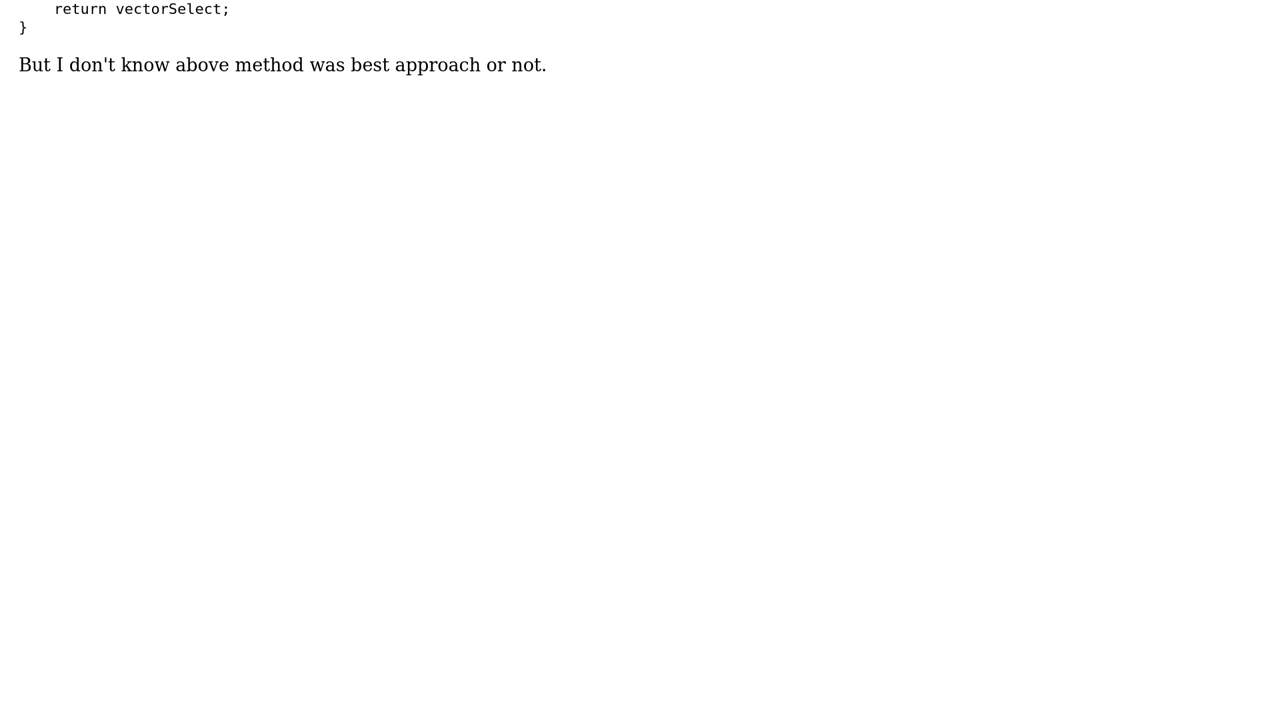 return vectorSelect;
}
But I don't know above method was best approach or not.